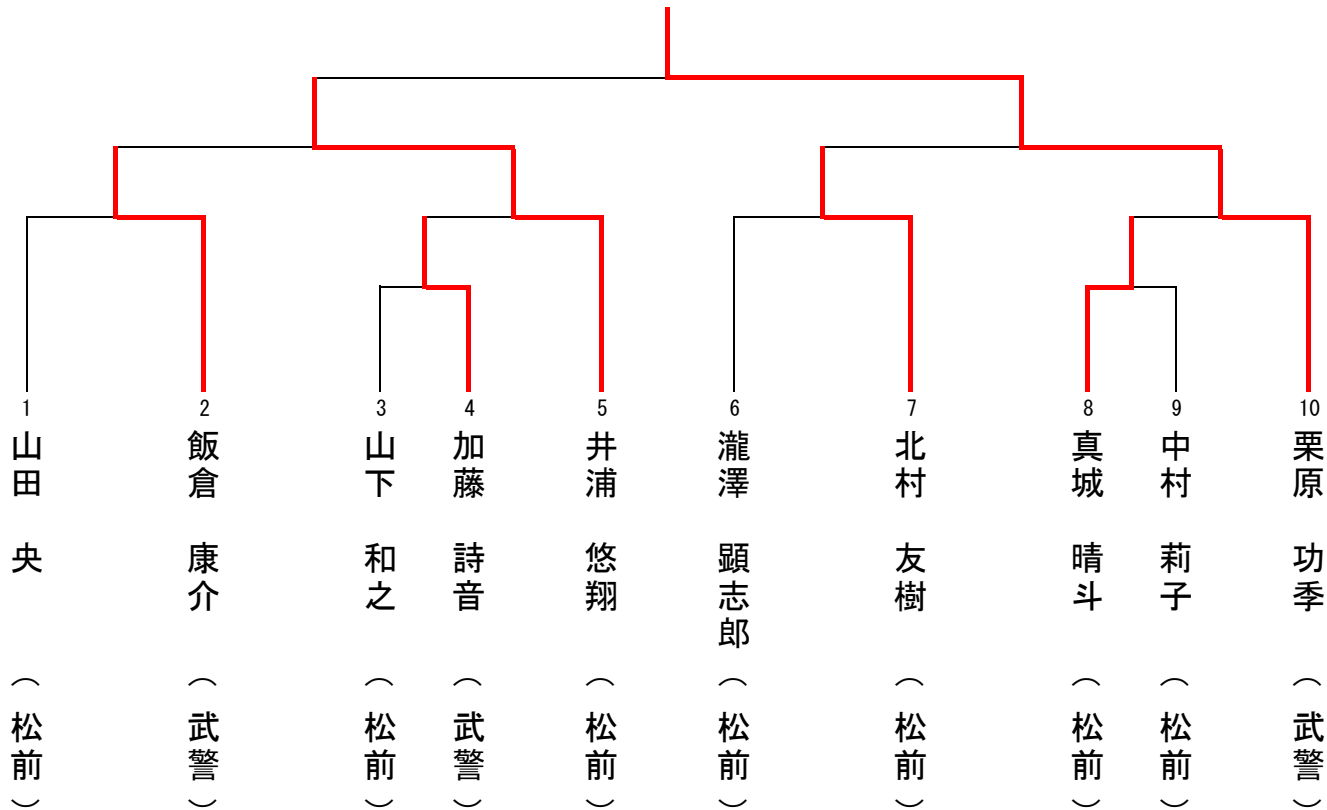 1
山田 央 （松前）
2
飯倉 康介 （武警）
3
山下 和之 （松前）
4
加藤 詩音 （武警）
5
井浦 悠翔 （松前）
6
瀧澤 顕志郎 （松前）
7
北村 友樹 （松前）
8
真城 晴斗 （松前）
9
中村 莉子 （松前）
10
栗原 功季 （武警）